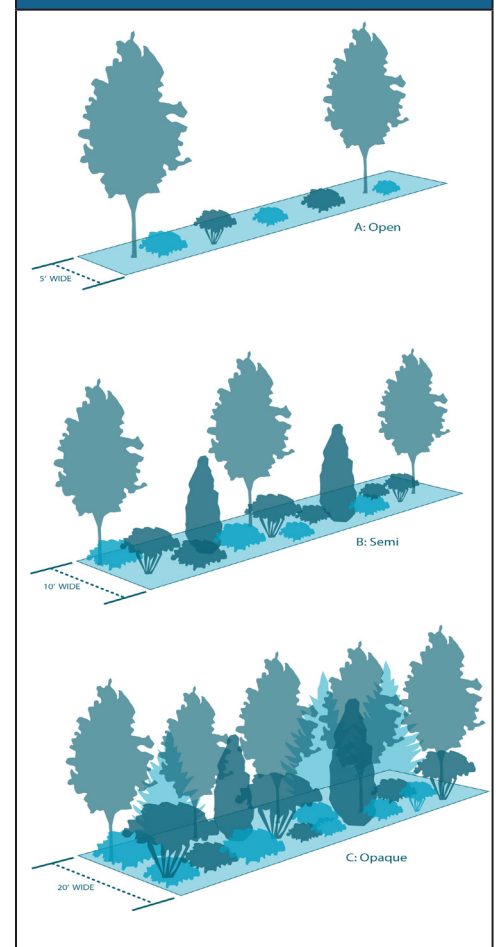 A: Open
5' WIDE
B: Semi
10' WIDE
C: Opaque
20' WIDE